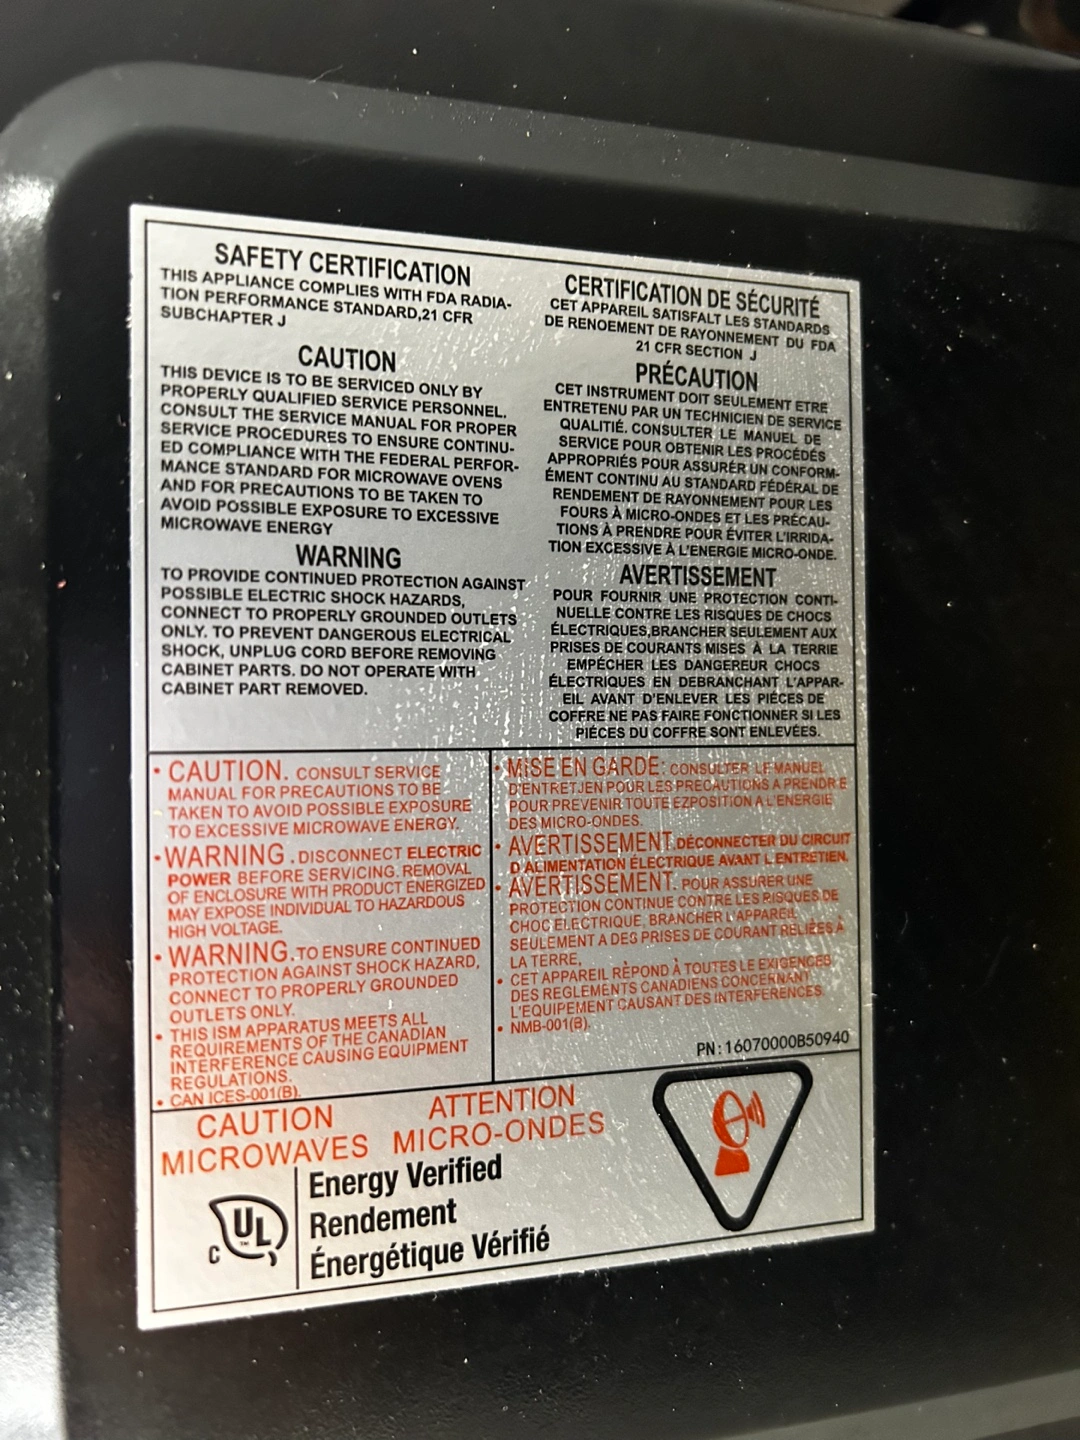 SAFETY CERTIFICATION
THIS APPLIANCE COMPLIES WITH FDA RADIA-
TION PERFORMANCE STANDARD,21 CFR
SUBCHAPTER J
CAUTION
THIS DEVICE IS TO BE SERVICED ONLY BY
PROPERLY QUALIFIED SERVICE PERSONNEL.
CONSULT THE SERVICE MANUAL FOR PROPER
SERVICE PROCEDURES TO ENSURE CONTINU-
ED COMPLIANCE WITH THE FEDERAL PERFOR-
MANCE STANDARD FOR MICROWAVE OVENS
AND FOR PRECAUTIONS TO BE TAKEN TO
AVOID POSSIBLE EXPOSURE TO EXCESSIVE
MICROWAVE ENERGY
WARNING
TO PROVIDE CONTINUED PROTECTION AGAINST
POSSIBLE ELECTRIC SHOCK HAZARDS,
CONNECT TO PROPERLY GROUNDED OUTLETS
ONLY. TO PREVENT DANGEROUS ELECTRICAL
SHOCK, UNPLUG CORD BEFORE REMOVING
CABINET PARTS. DO NOT OPERATE WITH
CABINET PART REMOVED.
CERTIFICATION DE SÉCURITÉ
CET APPAREIL SATISFALT LES STANDARDS
DE RENOEMENT DE RAYONNEMENT DU FDA
21 CFR SECTION J
PRÉCAUTION
CET INSTRUMENT DOIT SEULEMENT ETRE
ENTRETENU PAR UN TECHNICIEN DE SERVICE
QUALITIÉ. CONSULTER LE MANUEL DE
SERVICE POUR OBTENIR LES PROCÉDÉS
APPROPRIÉS POUR ASSURÉR UN CONFORM-
ÉMENT CONTINU AU STANDARD FÉDÉRAL DE
RENDEMENT DE RAYONNEMENT POUR LES
FOURS À MICRO-ONDES ET LES PRÉCAU-
TIONS À PRENDRE POUR ÉVITER L'IRRIDA-
TION EXCESSIVE À L'ENERGIE MICRO-ONDE.
AVERTISSEMENT
POUR FOURNIR UNE PROTECTION CONTI-
NUELLE CONTRE LES RISQUES DE CHOCS
ÉLECTRIQUES,BRANCHER SEULEMENT AUX
PRISES DE COURANTS MISES À LA TERRIE
EMPÉCHER LES DANGEREUR CHOCS
ÉLECTRIQUES EN DEBRANCHANT L'APPAR-
EIL AVANT D'ENLEVER LES PIÉCES DE
COFFRE NE PAS FAIRE FONCTIONNER SI LES
PIÉCES DU COFFRE SONT ENLEVÉES.
• CAUTION. CONSULT SERVICE
MANUAL FOR PRECAUTIONS TO BE
TAKEN TO AVOID POSSIBLE EXPOSURE
TO EXCESSIVE MICROWAVE ENERGY.
• WARNING . DISCONNECT ELECTRIC
POWER BEFORE SERVICING. REMOVAL
OF ENCLOSURE WITH PRODUCT ENERGIZED
MAY EXPOSE INDIVIDUAL TO HAZARDOUS
HIGH VOLTAGE.
• WARNING.TO ENSURE CONTINUED
PROTECTION AGAINST SHOCK HAZARD,
CONNECT TO PROPERLY GROUNDED
OUTLETS ONLY.
• THIS ISM APPARATUS MEETS ALL
REQUIREMENTS OF THE CANADIAN
INTERFERENCE CAUSING EQUIPMENT
REGULATIONS.
• CAN ICES-001(B).
• MISE EN GARDE: CONSULTER LE MANUEL
D'ENTRETJEN POUR LES PRECAUTIONS A PRENDRE
POUR PREVENIR TOUTE EZPOSITION A L'ENERGIE
DES MICRO-ONDES.
• AVERTISSEMENT.DÉCONNECTER DU CIRCUIT
D'ALIMENTATION ÉLECTRIQUE AVANT L'ENTRETIEN.
• AVERTISSEMENT. POUR ASSURER UNE
PROTECTION CONTINUE CONTRE LES RISQUES DE
CHOC ELECTRIQUE, BRANCHER L'APPAREIL
SEULEMENT A DEG PRISES DE COURANT RELIÈES À
LA TERRE,
• CET APPAREIL RÈPOND À TOUTES LE EXIGENCES
DES REGLEMENTS CANADIENS CONCERNANT
L'EQUIPEMENT CAUSANT DES INTERFERENCES.
• NMB-001(B).
PN:16070000B50940
CAUTION
MICROWAVES
ATTENTION
MICRO-ONDES
C UL ™
Energy Verified
Rendement
Énergétique Vérifié